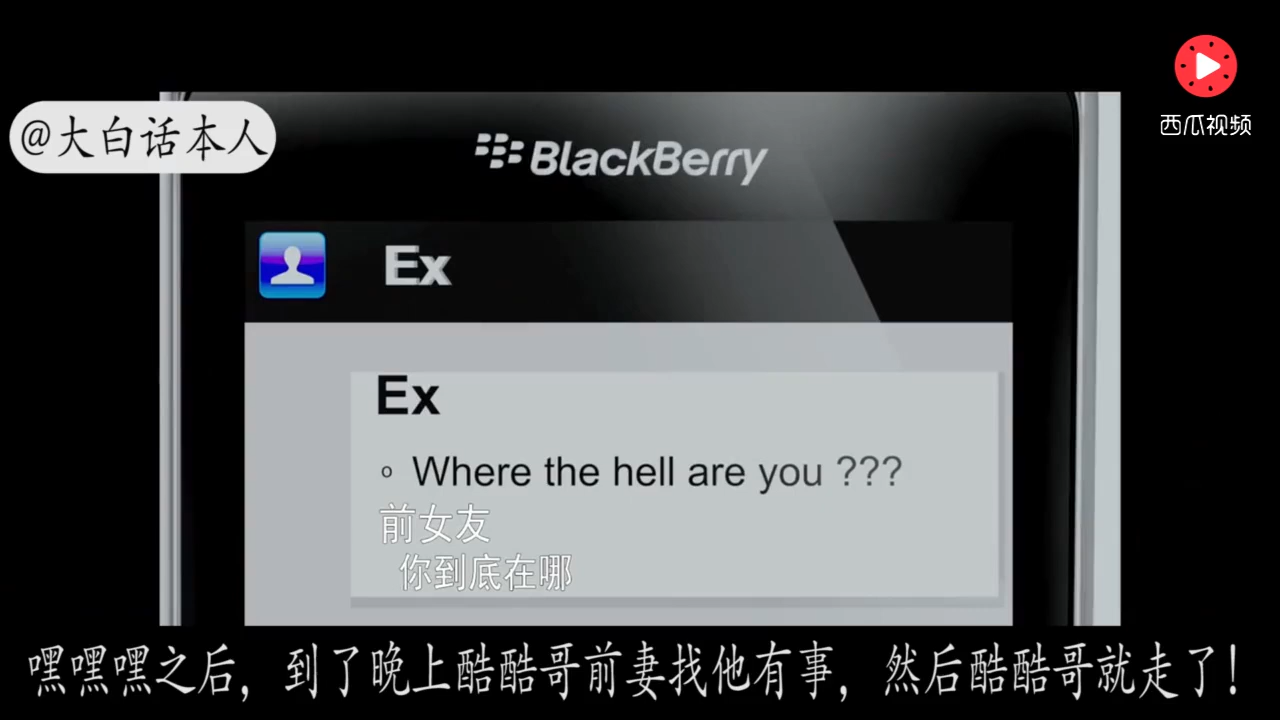 @大白话本人
西瓜视频
BlackBerry
Ex
Ex
Where the hell are you ???
前女友
你到底在哪
嘿嘿嘿之后，到了晚上酷酷哥前妻找他有事，然后酷酷哥就走了！